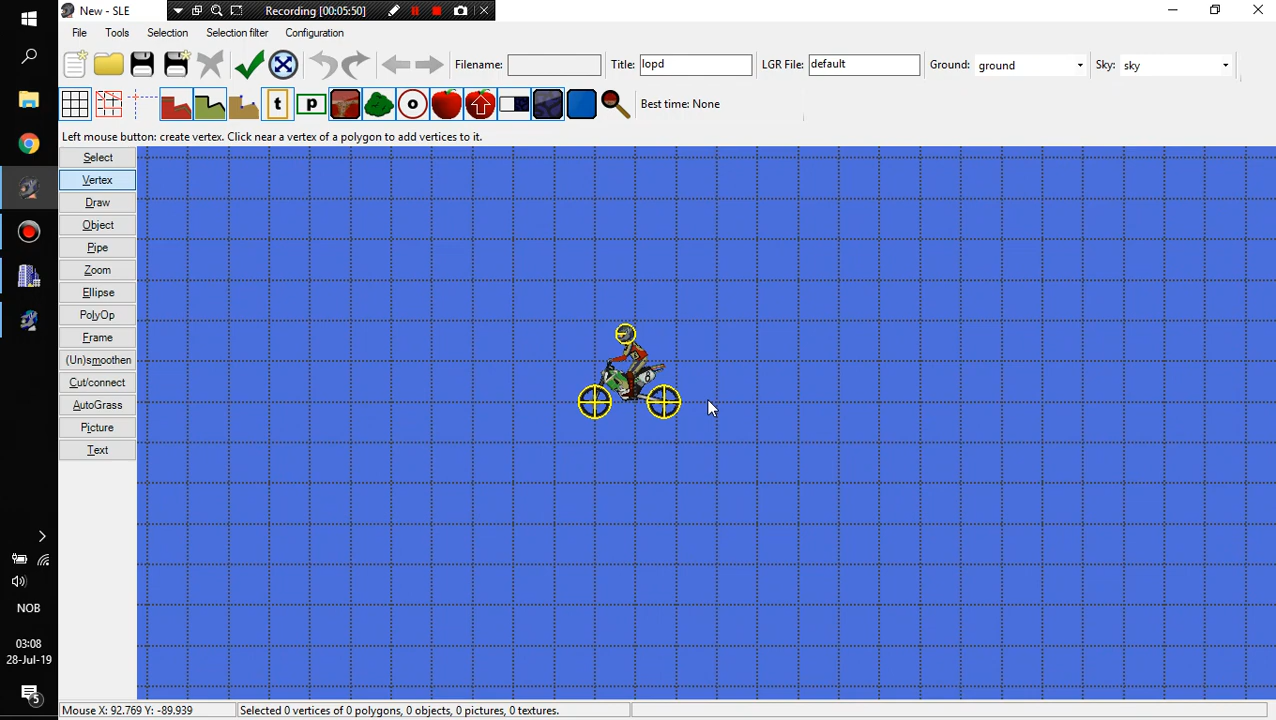 New - SLE
Recording [00:05:50]
File
Tools
Selection
Selection filter
Configuration
Filename:
Title: lopd
LGR File: default
Ground: ground
Sky: sky
t
p
o
Best time: None
Left mouse button: create vertex. Click near a vertex of a polygon to add vertices to it.
Select
Vertex
Draw
Object
Pipe
Zoom
Ellipse
PolyOp
Frame
(Un)smoothen
Cut/connect
AutoGrass
Picture
Text
NOB
03:08
28-Jul-19
5
Mouse X: 92.769 Y: -89.939
Selected 0 vertices of 0 polygons, 0 objects, 0 pictures, 0 textures.